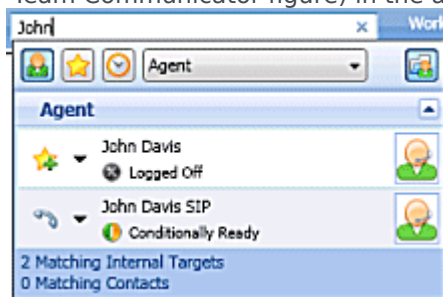 Team Communicator figure) in the
John
Work
Agent
Agent
John Davis
Logged Off
John Davis SIP
Conditionally Ready
2 Matching Internal Targets
0 Matching Contacts